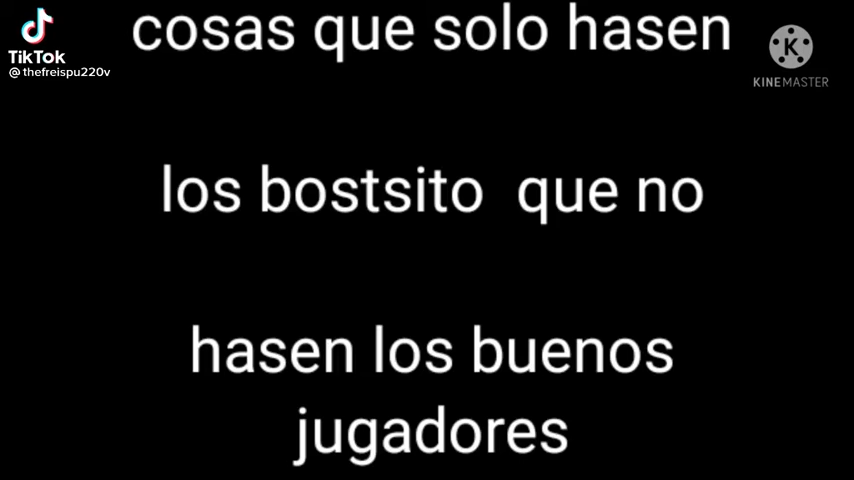 cosas que solo hasen
los bostsito que no
hasen los buenos
jugadores
TikTok
@thefreispu220v
KINEMASTER